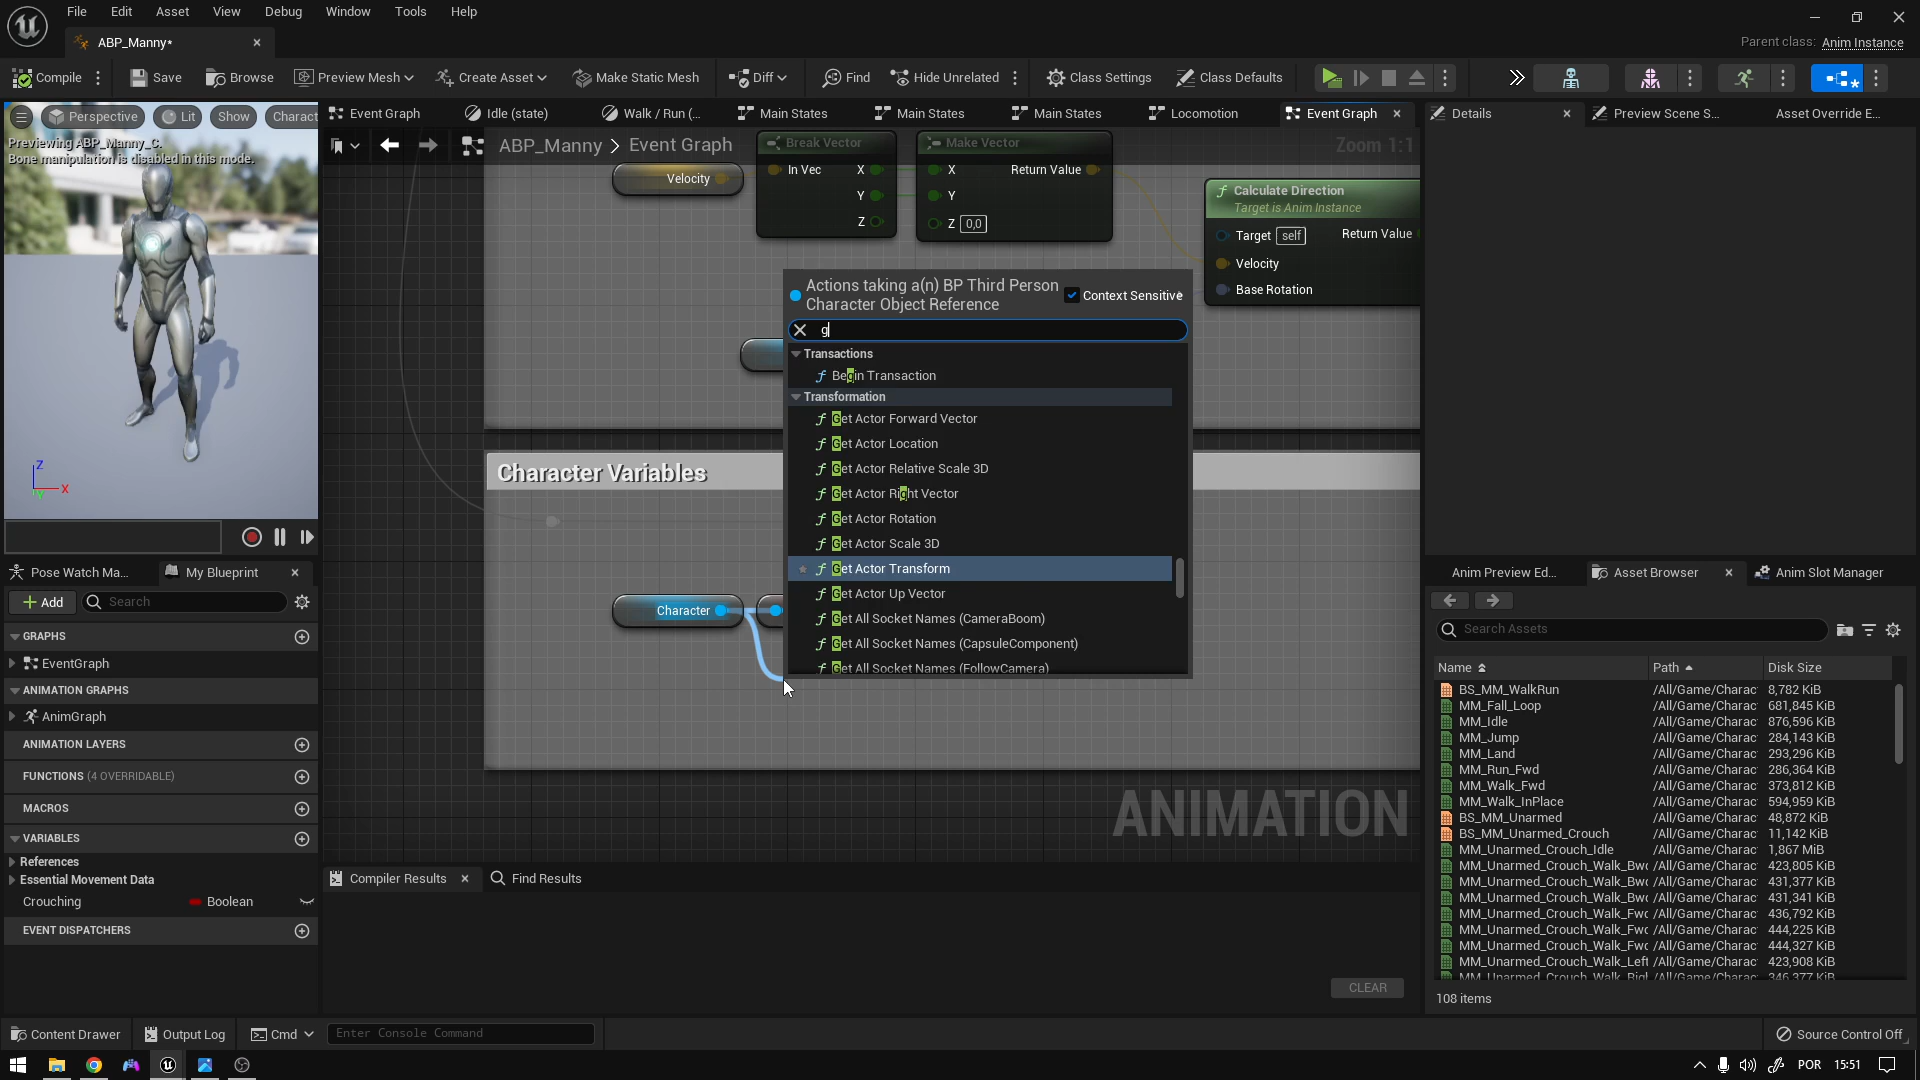 File Edit Asset View Debug Window Tools Help
ABP_Manny*
Parent class: Anim Instance
Compile Save Browse Preview Mesh Create Asset Make Static Mesh Diff Find Hide Unrelated Class Settings Class Defaults
Perspective Lit Show Charact
Previewing ABP_Manny_C.
Bone manipulation is disabled in this mode.
Z
X
Y
Event Graph Idle (state) Walk / Run (... Main States Main States Main States Locomotion Event Graph
ABP_Manny > Event Graph
Zoom 1:1
Velocity
Break Vector
In Vec X
Y
Z
Make Vector
X Return Value
Y
Z 0,0
Calculate Direction
Target is Anim Instance
Target self Return Value
Velocity
Base Rotation
Actions taking a(n) BP Third Person
Character Object Reference
Context Sensitive
g
Transactions
Begin Transaction
Transformation
Get Actor Forward Vector
Get Actor Location
Get Actor Relative Scale 3D
Get Actor Right Vector
Get Actor Rotation
Get Actor Scale 3D
Get Actor Transform
Get Actor Up Vector
Get All Socket Names (CameraBoom)
Get All Socket Names (CapsuleComponent)
Get All Socket Names (FollowCamera)
Character Variables
Character
ANIMATION
Pose Watch Ma... My Blueprint
Add Search
GRAPHS
EventGraph
ANIMATION GRAPHS
AnimGraph
ANIMATION LAYERS
FUNCTIONS (4 OVERRIDABLE)
MACROS
VARIABLES
References
Essential Movement Data
Crouching Boolean
EVENT DISPATCHERS
Compiler Results Find Results
CLEAR
Details Preview Scene S... Asset Override E...
Anim Preview Ed... Asset Browser Anim Slot Manager
Search Assets
Name Path Disk Size
BS_MM_WalkRun /All/Game/Charac 8,782 KiB
MM_Fall_Loop /All/Game/Charac 681,845 KiB
MM_Idle /All/Game/Charac 876,596 KiB
MM_Jump /All/Game/Charac 284,143 KiB
MM_Land /All/Game/Charac 293,296 KiB
MM_Run_Fwd /All/Game/Charac 286,364 KiB
MM_Walk_Fwd /All/Game/Charac 373,812 KiB
MM_Walk_InPlace /All/Game/Charac 594,959 KiB
BS_MM_Unarmed /All/Game/Charac 48,872 KiB
BS_MM_Unarmed_Crouch /All/Game/Charac 11,142 KiB
MM_Unarmed_Crouch_Idle /All/Game/Charac 1,867 MiB
MM_Unarmed_Crouch_Walk_Bwd /All/Game/Charac 423,805 KiB
MM_Unarmed_Crouch_Walk_Bwd /All/Game/Charac 431,377 KiB
MM_Unarmed_Crouch_Walk_Bwd /All/Game/Charac 431,341 KiB
MM_Unarmed_Crouch_Walk_Fwd /All/Game/Charac 436,792 KiB
MM_Unarmed_Crouch_Walk_Fwd /All/Game/Charac 444,225 KiB
MM_Unarmed_Crouch_Walk_Fwd /All/Game/Charac 444,327 KiB
MM_Unarmed_Crouch_Walk_Left /All/Game/Charac 423,908 KiB
MM_Unarmed_Crouch_Walk_Righ /All/Game/Charac 346,377 KiB
108 items
Content Drawer Output Log Cmd Enter Console Command
Source Control Off
POR 15:51